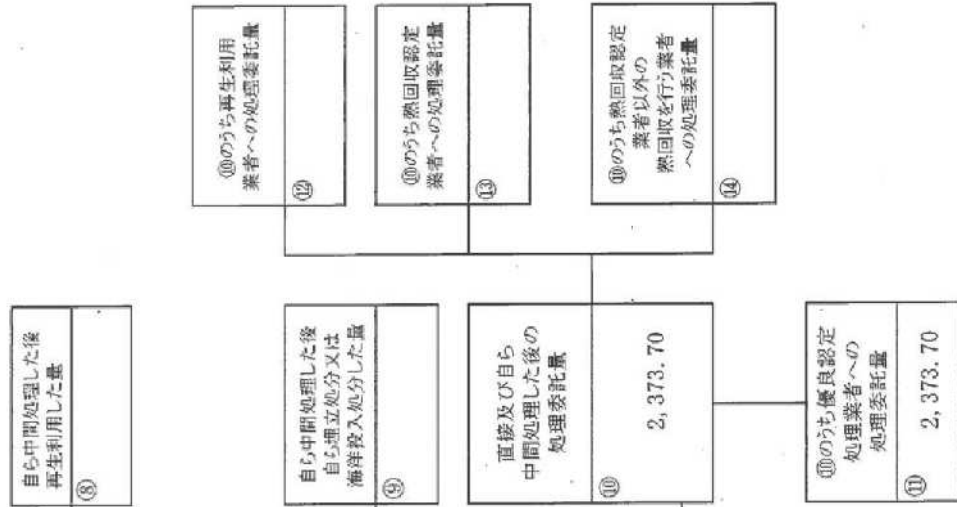 自ら中間処理した後
再生利用した量
⑧
自ら中間処理した後
自ら埋立処分又は
海洋投入処分した量
⑨
直接及び自ら
中間処理した後の
処理委託量
⑩
2,373.70
⑩のうち優良認定
処理業者への
処理委託量
⑪
2,373.70
⑩のうち再生利用
業者への処理委託量
⑫
⑩のうち熱回収認定
業者への処理委託量
⑬
⑩のうち熱回収認定
業者以外の
熱回収を行う業者
への処理委託量
⑭